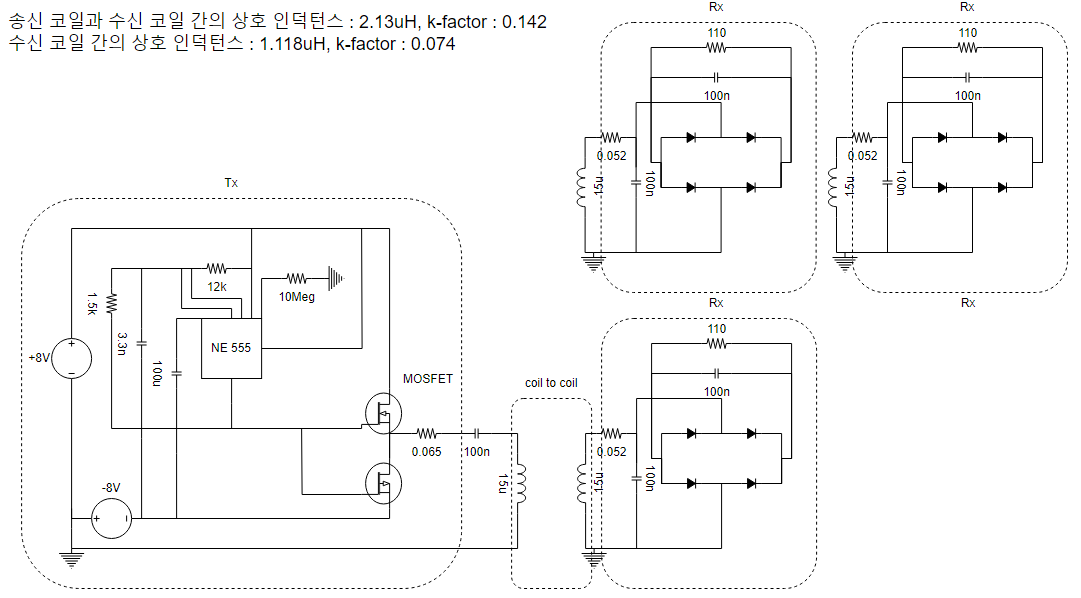 송신 코일과 수신 코일 간의 상호 인덕턴스 : 2.13uH, k-factor : 0.142
수신 코일 간의 상호 인덕턴스 : 1.118uH, k-factor : 0.074
Rx
110
100n
0.052
15u
100n
Rx
110
100n
0.052
15u
100n
Tx
12k
10Meg
1.5k
3.3n
100u
NE 555
+8V
+
−
MOSFET
0.065
100n
-8V
+
-
coil to coil
15u
15u
Rx
110
100n
0.052
100n
Rx